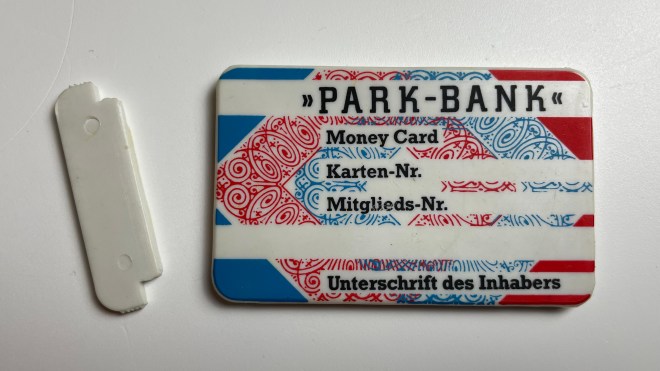 »PARK-BANK«
Money Card
Karten-Nr.
Mitglieds-Nr.
Unterschrift des Inhabers